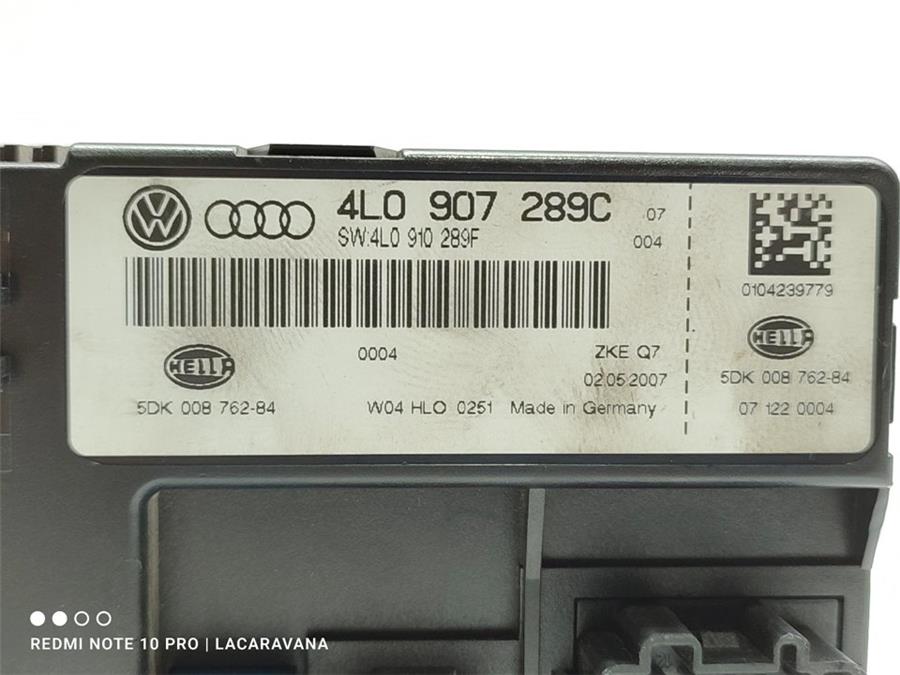 4L0 907 289C 07
SW:4L0 910 289F 004
0104239779
0004 ZKE Q7
HELLA HELLA
02.05.2007 5DK 008 762-84
5DK 008 762-84 W04 HLO 0251 Made in Germany 07 122 0004
REDMI NOTE 10 PRO | LACARAVANA